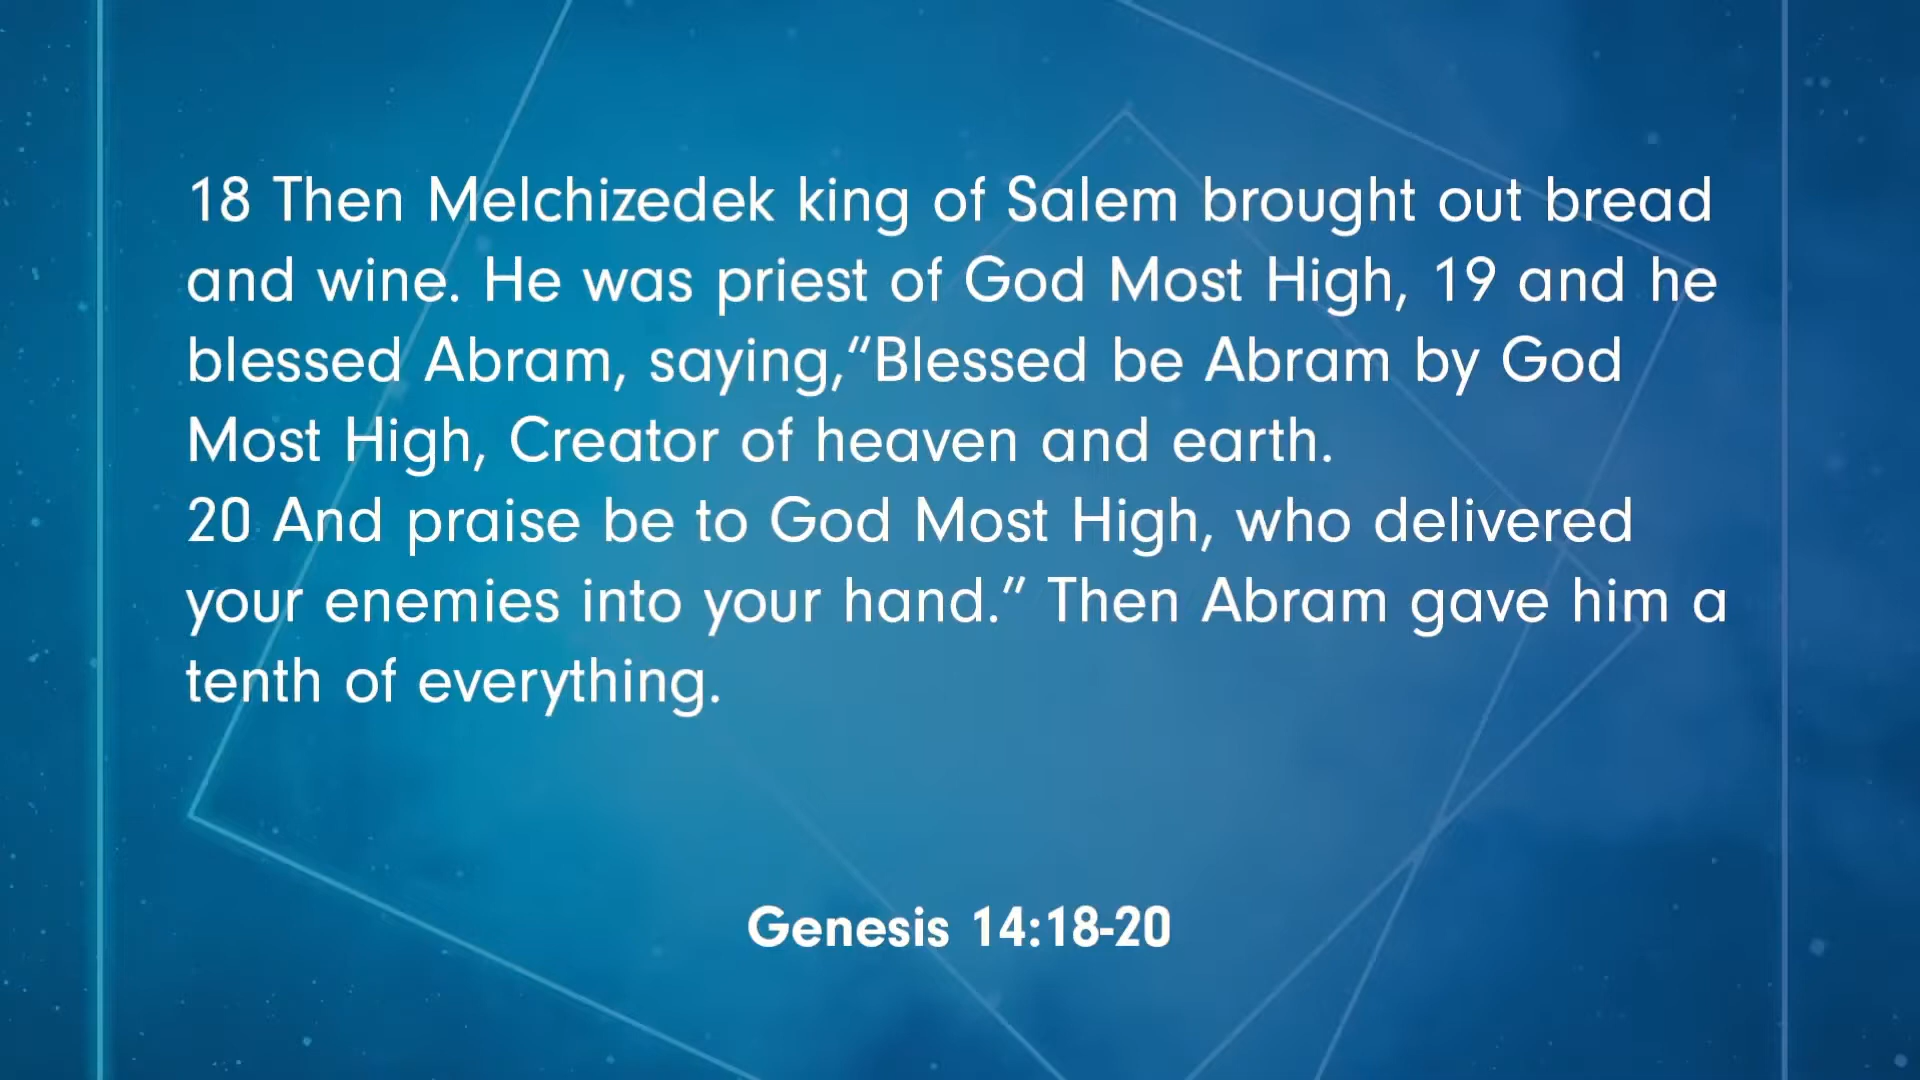 18 Then Melchizedek king of Salem brought out bread
and wine. He was priest of God Most High, 19 and he
blessed Abram, saying,"Blessed be Abram by God
Most High, Creator of heaven and earth.
20 And praise be to God Most High, who delivered
your enemies into your hand." Then Abram gave him a
tenth of everything.
Genesis 14:18-20